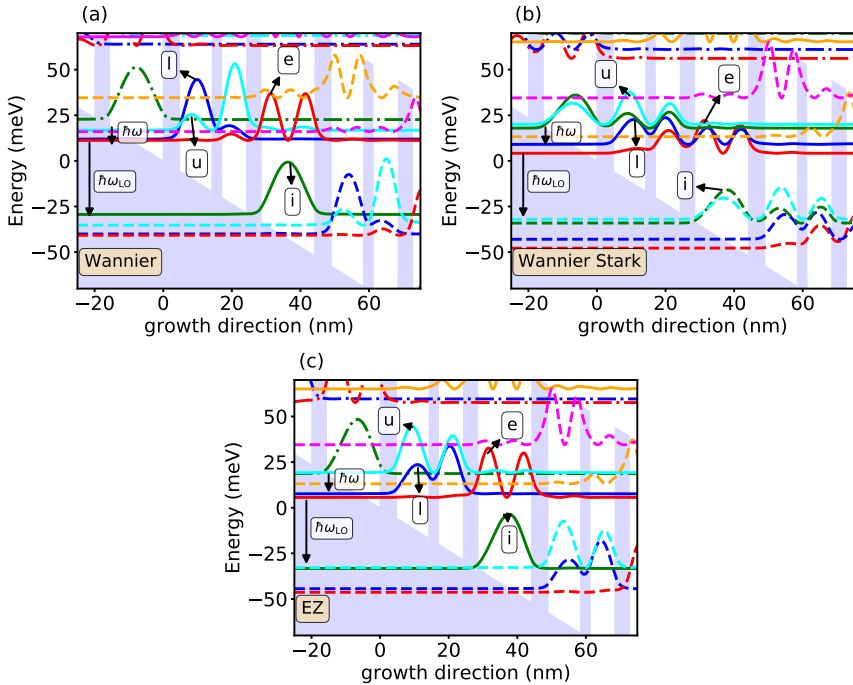 (a)
50
25
0
−25
−50
Energy (meV)
l
e
u
i
ħω
ħωLO
Wannier
−20 0 20 40 60
growth direction (nm)
(b)
50
25
0
−25
−50
Energy (meV)
u
e
l
i
ħω
ħωLO
Wannier Stark
−20 0 20 40 60
growth direction (nm)
(c)
50
25
0
−25
−50
Energy (meV)
u
e
l
i
ħω
ħωLO
EZ
−20 0 20 40 60
growth direction (nm)